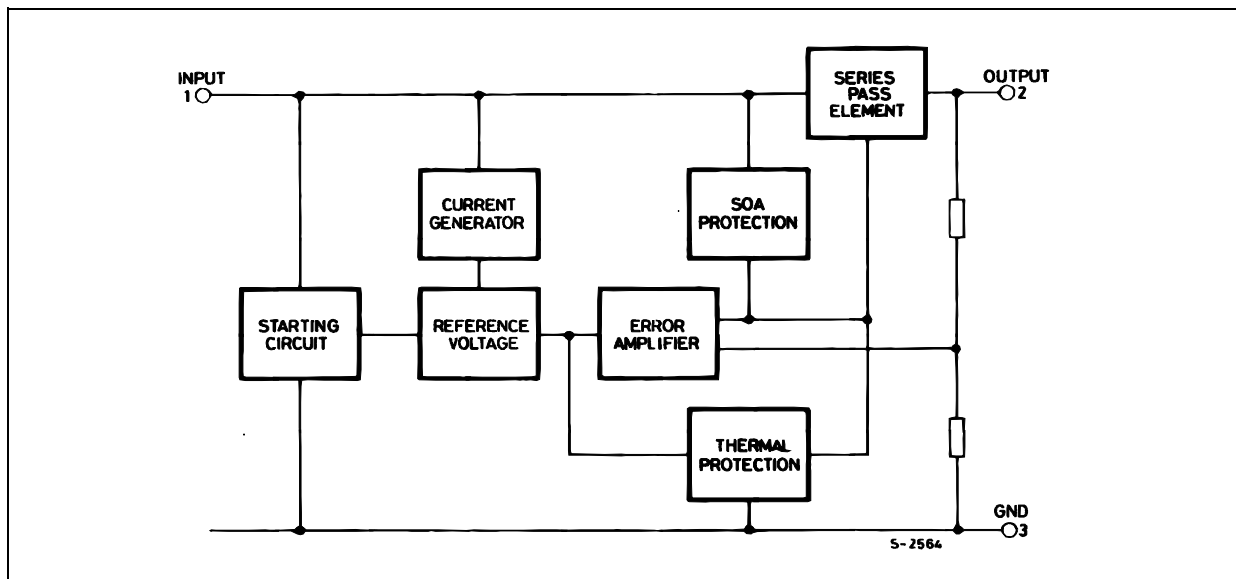 INPUT
1
SERIES
PASS
ELEMENT
OUTPUT
2
CURRENT
GENERATOR
SOA
PROTECTION
STARTING
CIRCUIT
REFERENCE
VOLTAGE
ERROR
AMPLIFIER
THERMAL
PROTECTION
GND
3
S-2564